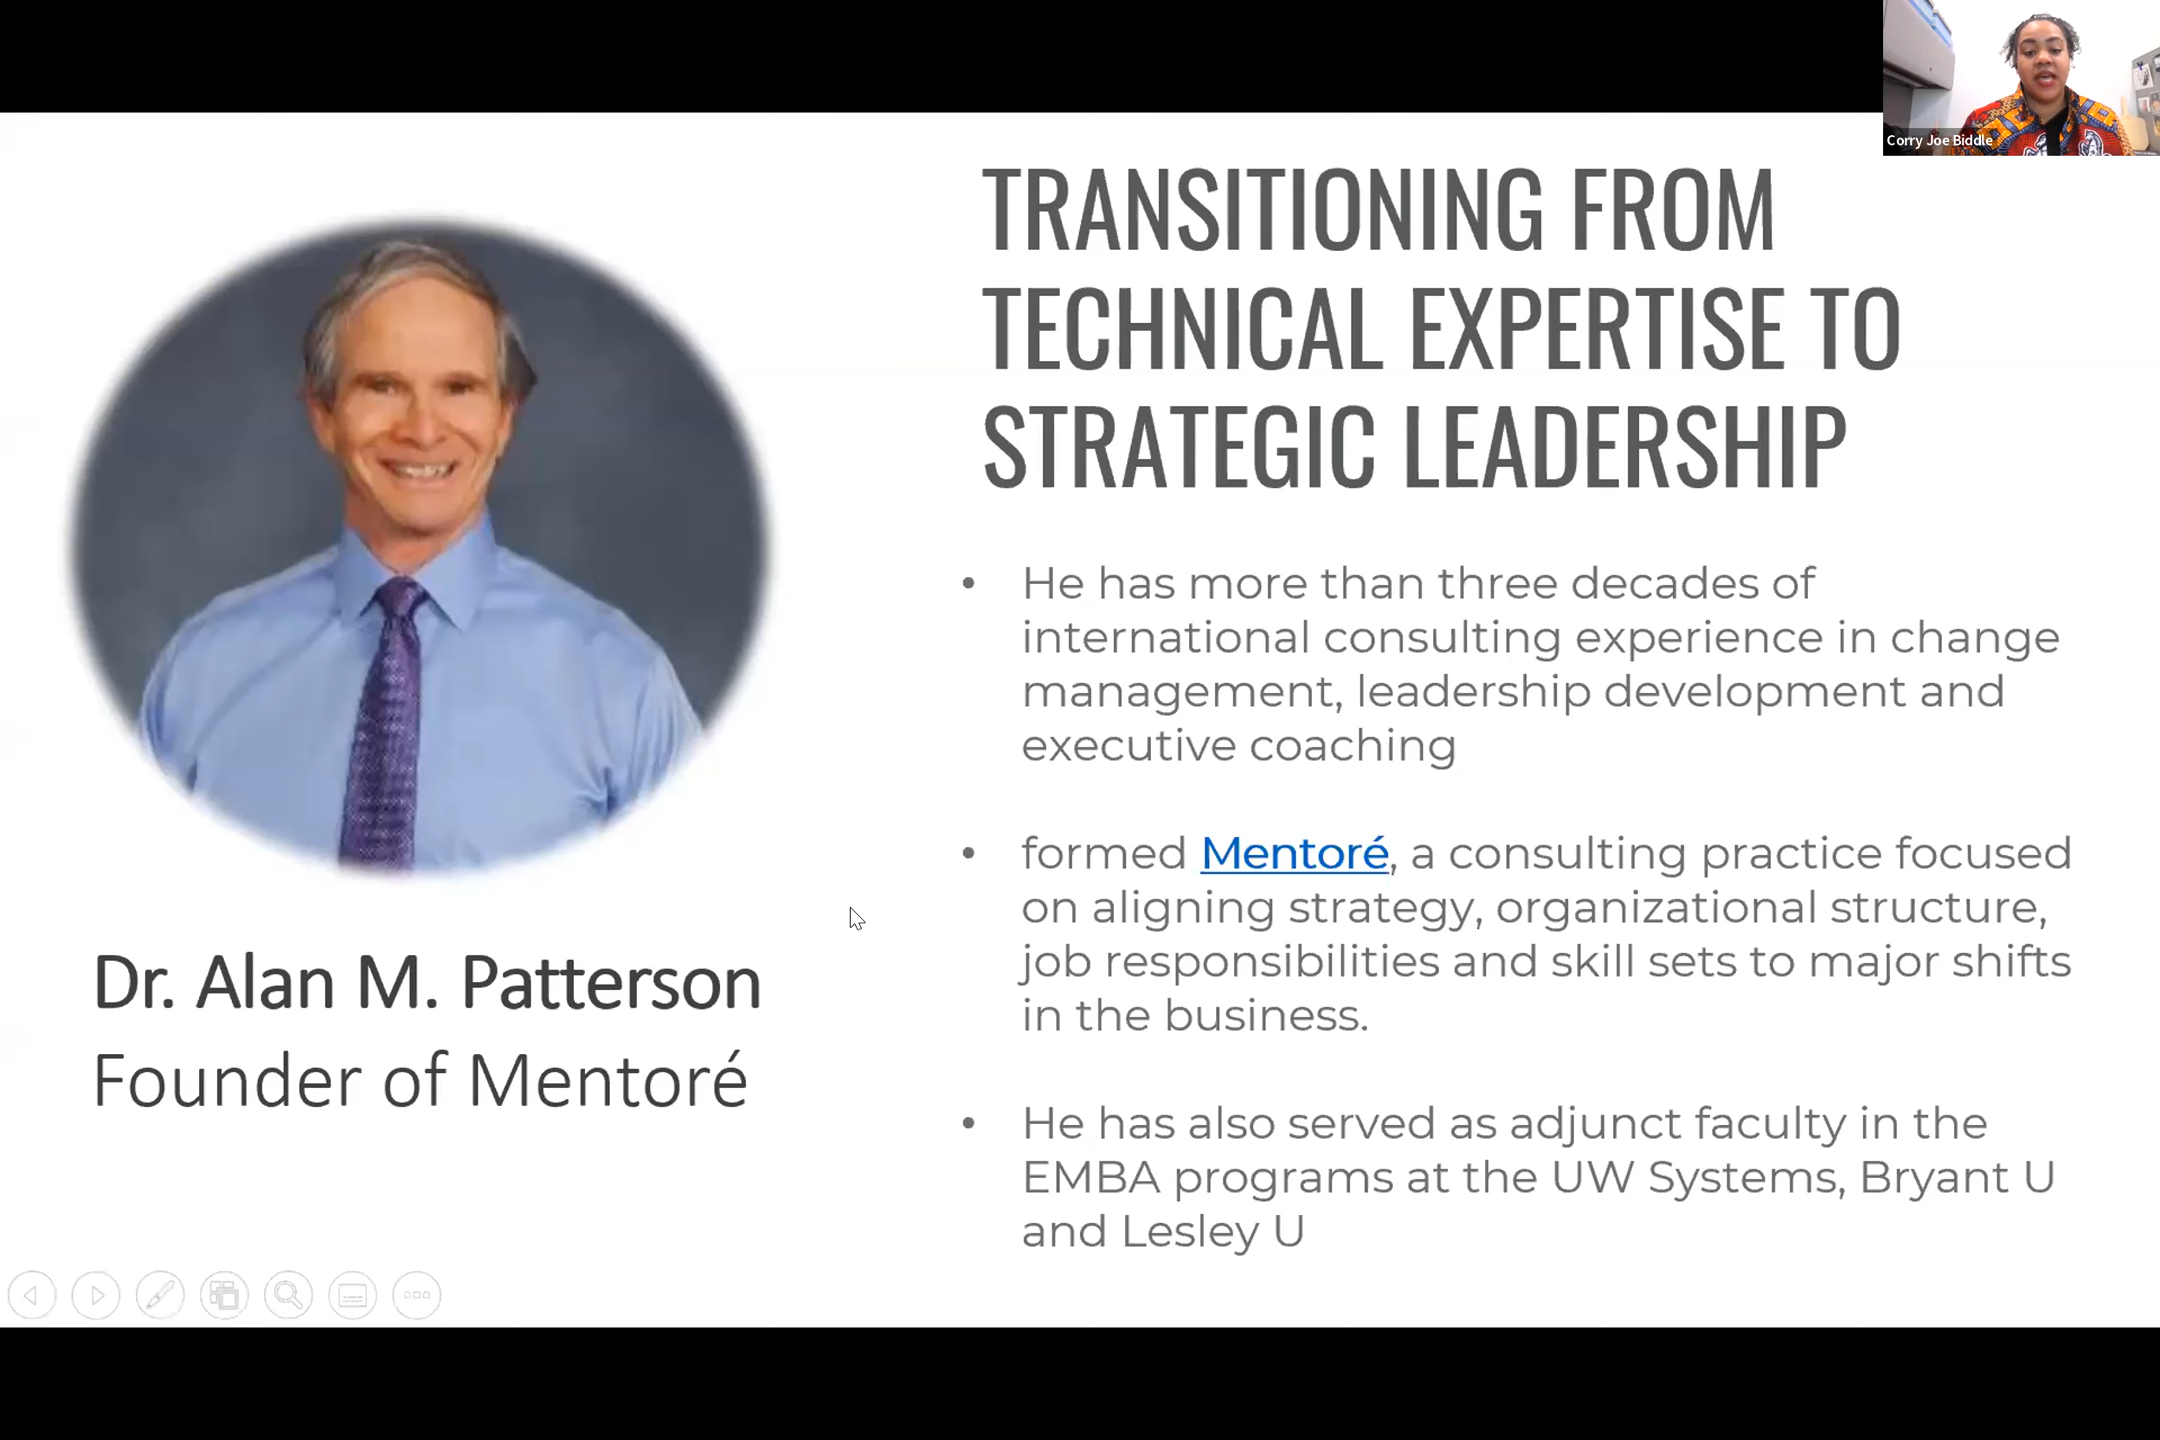 Corry Joe Biddle
TRANSITIONING FROM
TECHNICAL EXPERTISE TO
STRATEGIC LEADERSHIP
• He has more than three decades of
international consulting experience in change
management, leadership development and
executive coaching
• formed Mentoré, a consulting practice focused
on aligning strategy, organizational structure,
job responsibilities and skill sets to major shifts
in the business.
• He has also served as adjunct faculty in the
EMBA programs at the UW Systems, Bryant U
and Lesley U
Dr. Alan M. Patterson
Founder of Mentoré